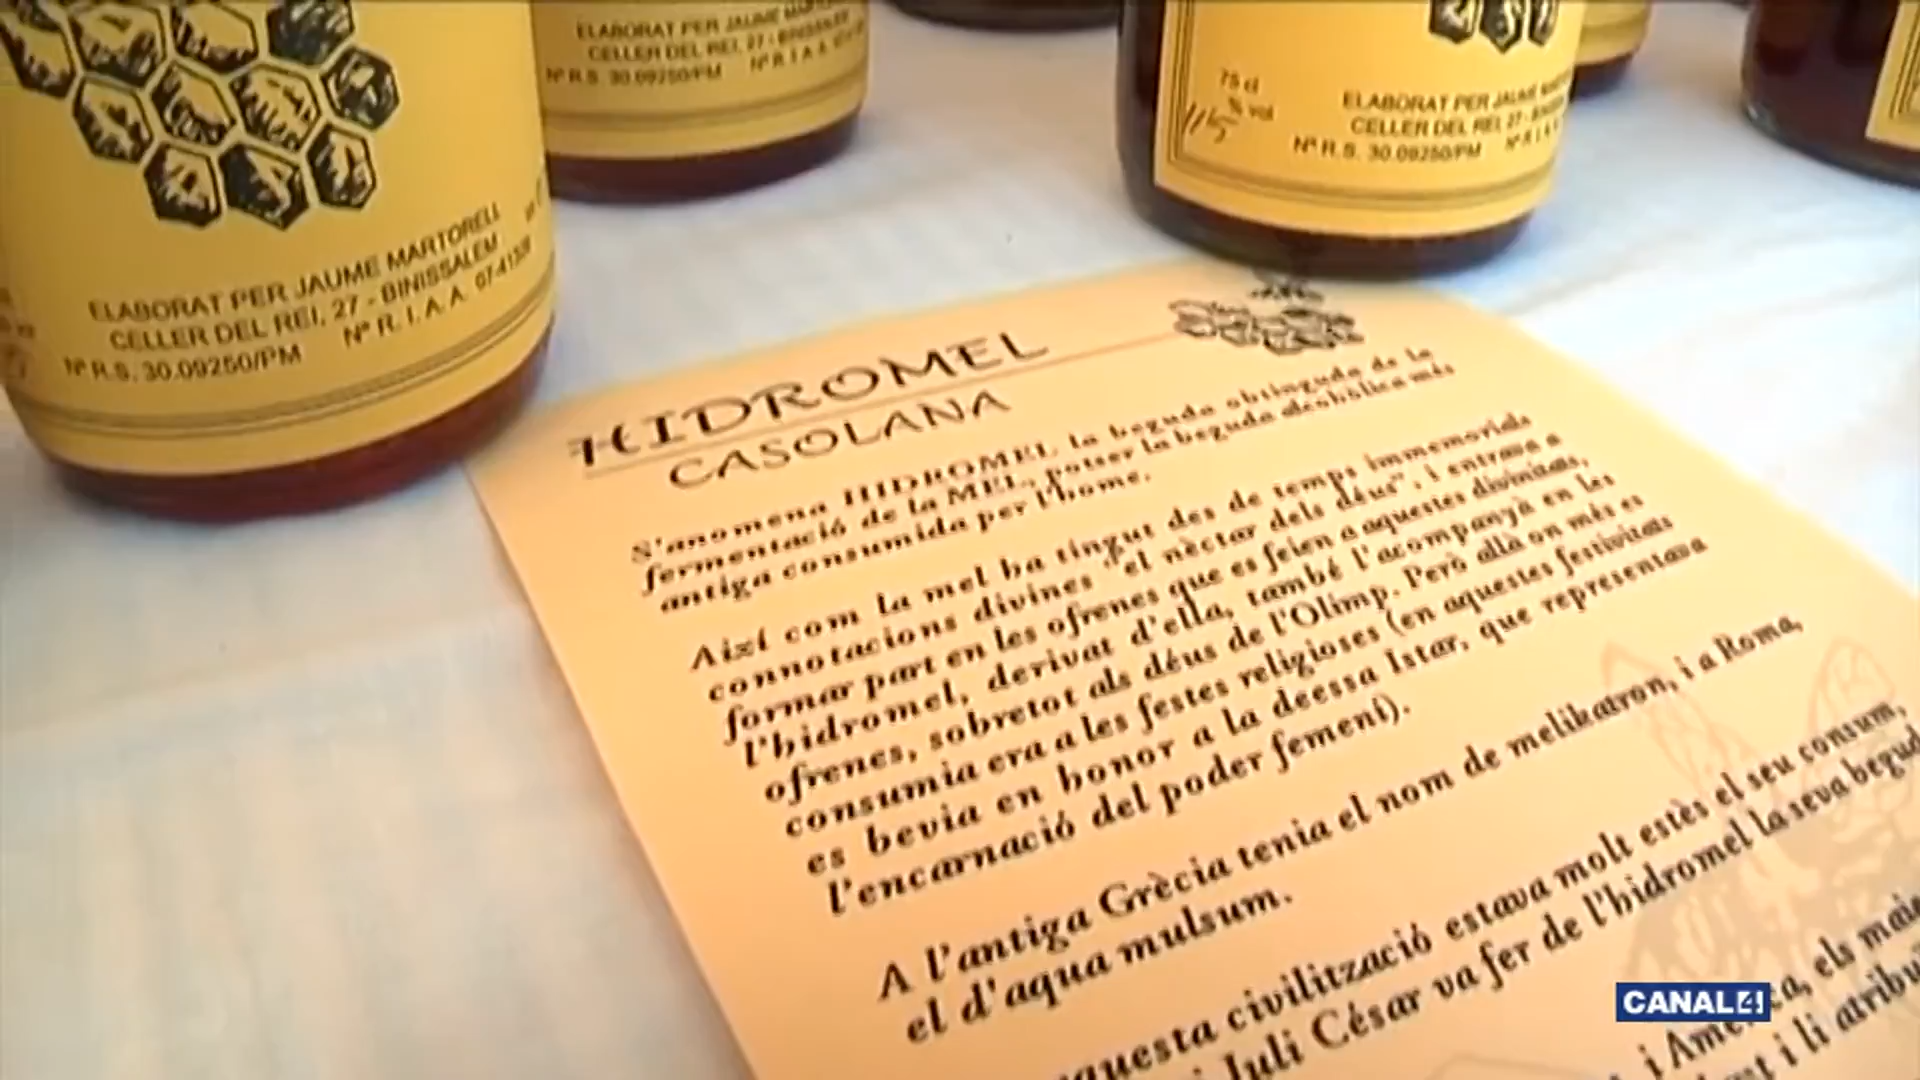 ELABORAT PER JAUME MARTORELL
CELLER DEL REI, 27 - BINISSALEM
Nº R.S. 30.09250/PM Nº R. I. A. A. 07-41328
ELABORAT PER JAUME
CELLER DEL REI, 27 -
Nº R.S. 30.09250/PM Nº R. I. A. A.
75 cl
% vol
ELABORAT PER JAUME
CELLER DEL REI, 27 -
Nº R.S. 30.09250/PM
HIDROMEL
CASOLANA
S'anomena HIDROMEL la beguda obtinguda de la
fermentació de la MEL, potser la beguda alcohòlica més
antiga consumida per l'home.
Així com la mel ha tingut des de temps immemorials
connotacions divines "el nèctar dels déus", i entrava a
formar part en les ofrenes que es feien a aquestes divinitats,
l'hidromel, derivat d'ella, també l'acompanyà en les
ofrenes, sobretot als déus de l'Olimp. Però allà on més es
consumia era a les festes religioses (en aquestes festivitats
es bevia en honor a la deessa Istar, que representava
l'encarnació del poder femení).
A l'antiga Grècia tenia el nom de melikatron, i a Roma,
el d'aqua mulsum.
questa civilització estava molt estès el seu consum,
i Juli César va fer de l'hidromel la seva
els
i li
CANAL4